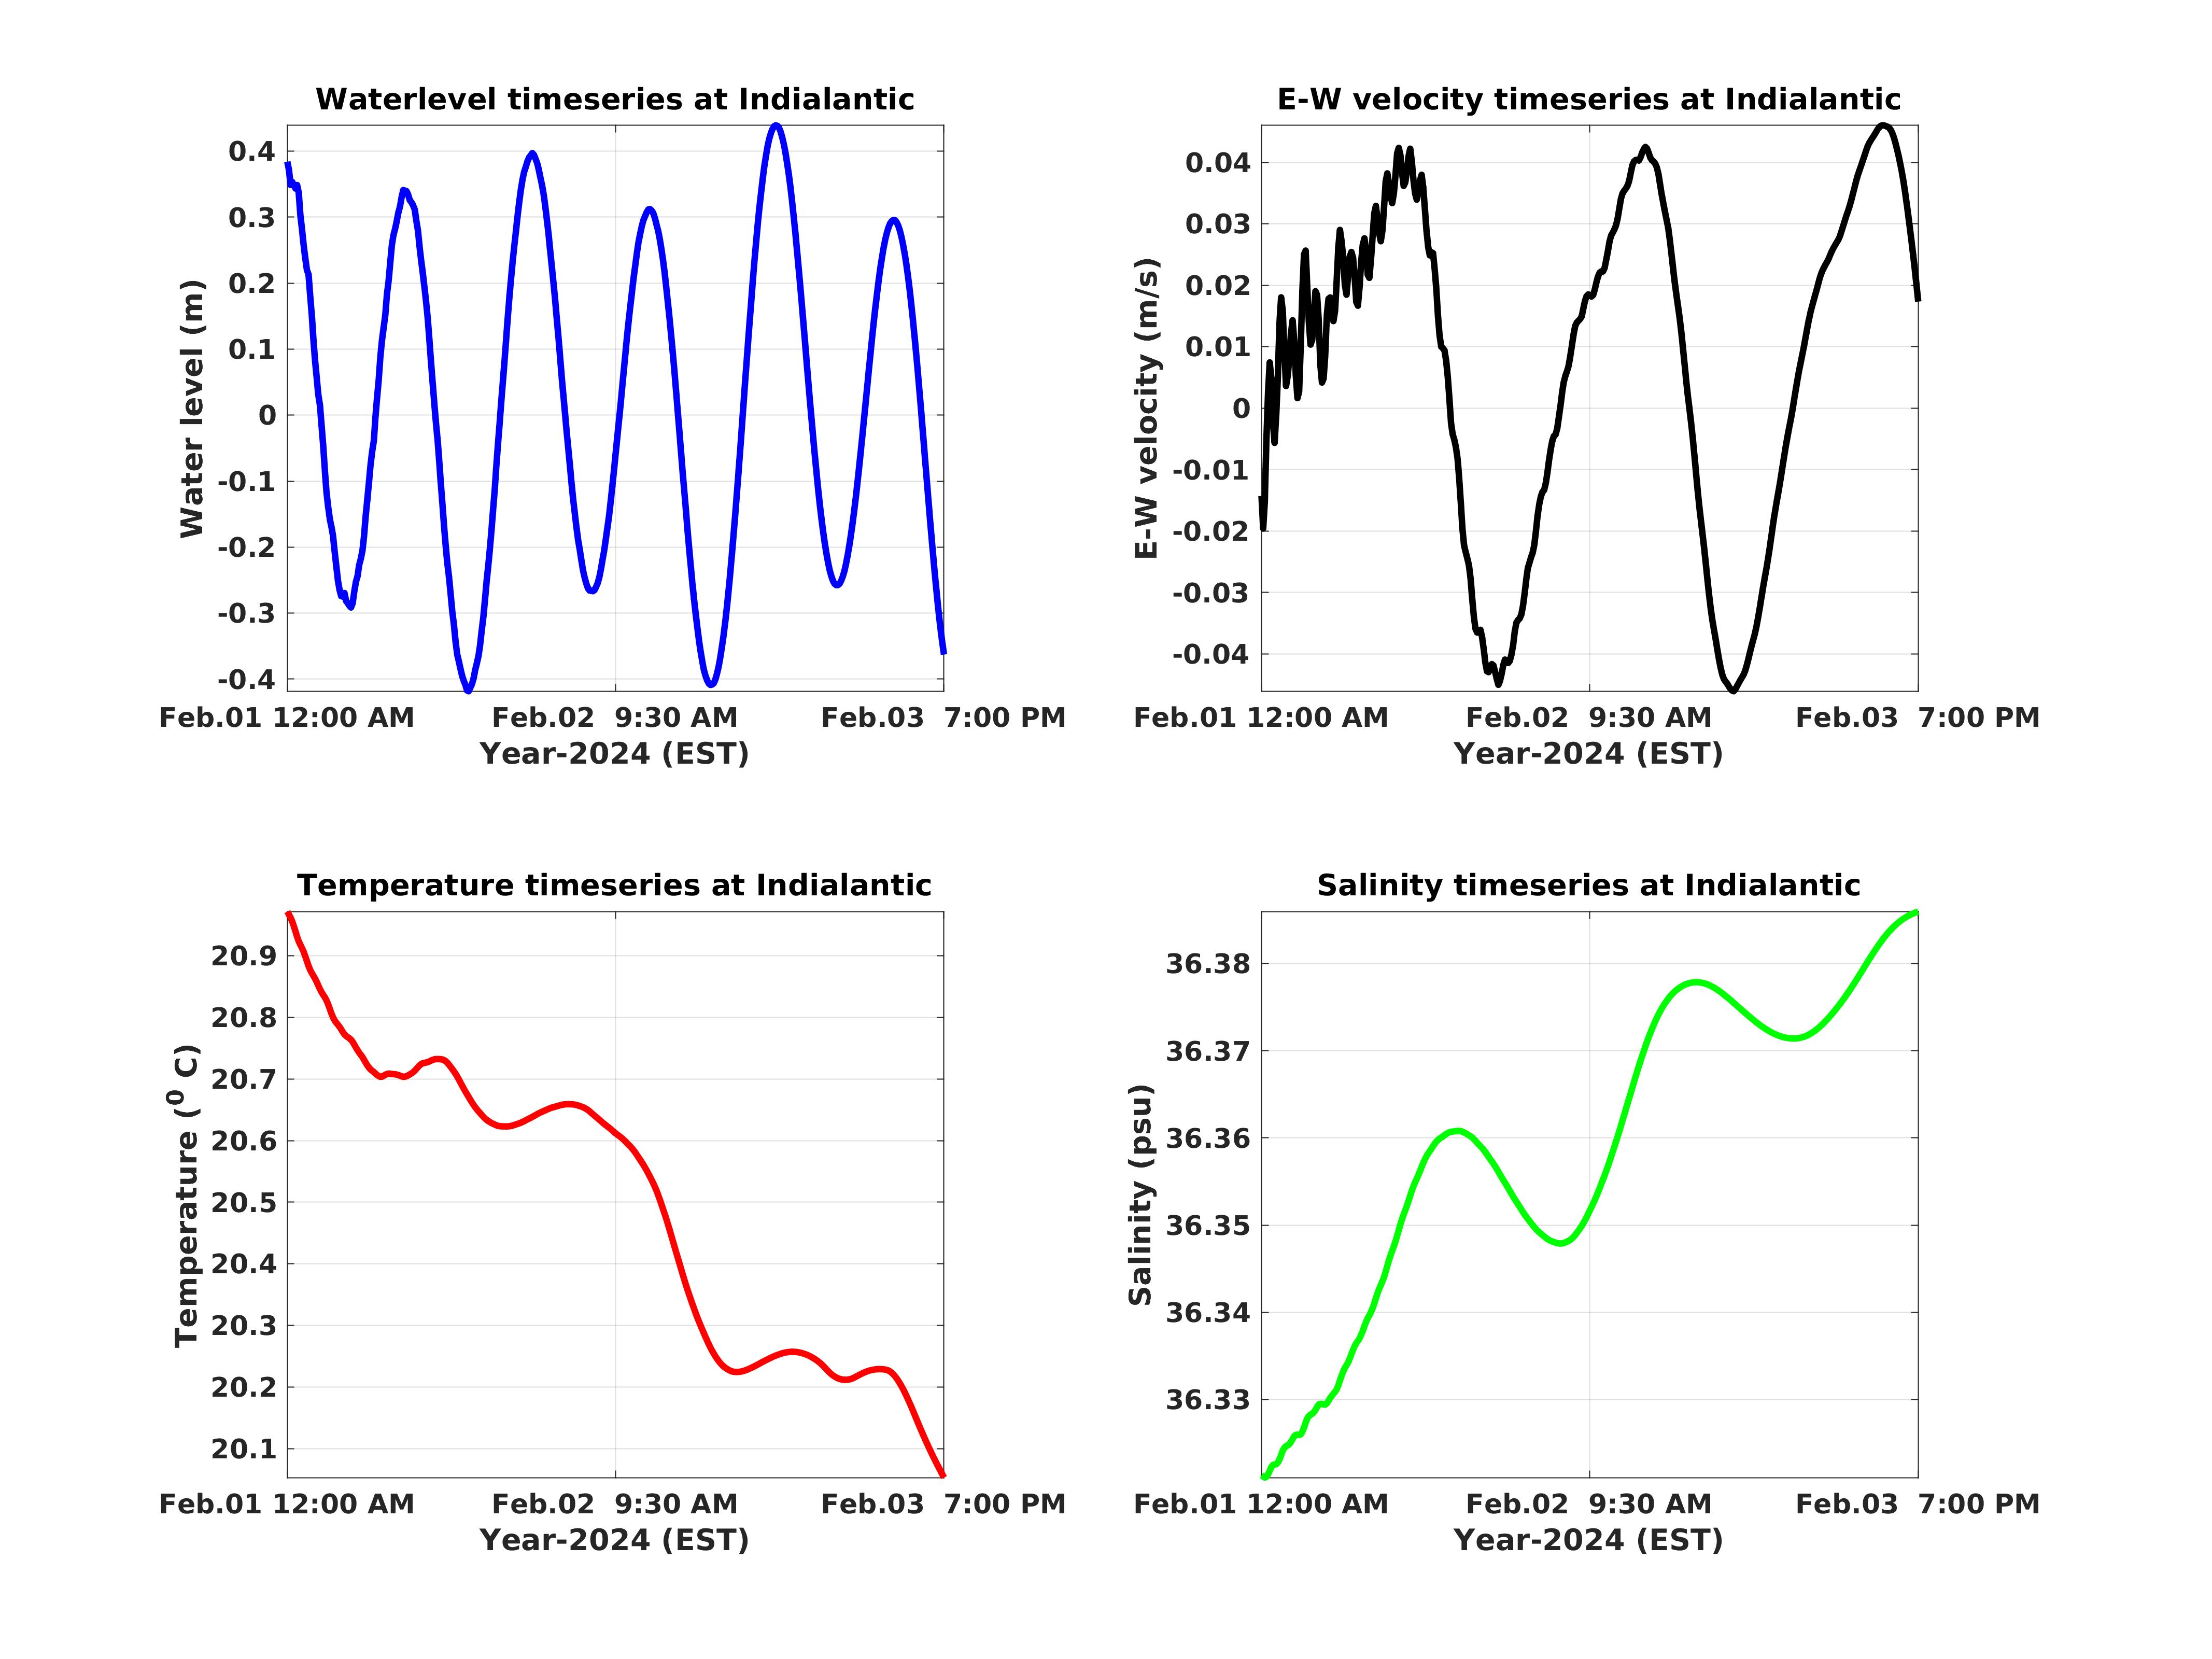 Waterlevel timeseries at Indialantic
Water level (m)
0.4
0.3
0.2
0.1
0
-0.1
-0.2
-0.3
-0.4
Feb.01 12:00 AM
Feb.02  9:30 AM
Feb.03  7:00 PM
Year-2024 (EST)
E-W velocity timeseries at Indialantic
E-W velocity (m/s)
0.04
0.03
0.02
0.01
0
-0.01
-0.02
-0.03
-0.04
Feb.01 12:00 AM
Feb.02  9:30 AM
Feb.03  7:00 PM
Year-2024 (EST)
Temperature timeseries at Indialantic
Temperature (⁰ C)
20.9
20.8
20.7
20.6
20.5
20.4
20.3
20.2
20.1
Feb.01 12:00 AM
Feb.02  9:30 AM
Feb.03  7:00 PM
Year-2024 (EST)
Salinity timeseries at Indialantic
Salinity (psu)
36.38
36.37
36.36
36.35
36.34
36.33
Feb.01 12:00 AM
Feb.02  9:30 AM
Feb.03  7:00 PM
Year-2024 (EST)